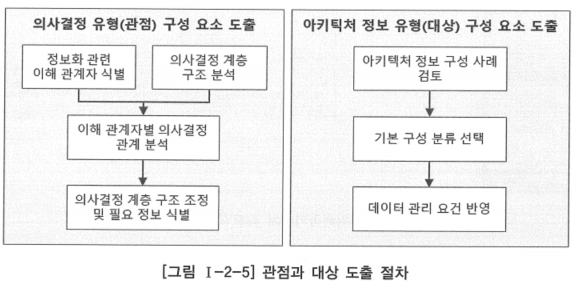 의사결정 유형(관점) 구성 요소 도출
정보화 관련
이해 관계자 식별
의사결정 계층
구조 분석
이해 관계자별 의사결정
관계 분석
의사결정 계층 구조 조정
및 필요 정보 식별
아키틱처 정보 유형(대상) 구성 요소 도출
아키텍처 정보 구성 사례
검토
기본 구성 분류 선택
데이터 관리 요건 반영
[그림 Ⅰ-2-5] 관점과 대상 도출 절차